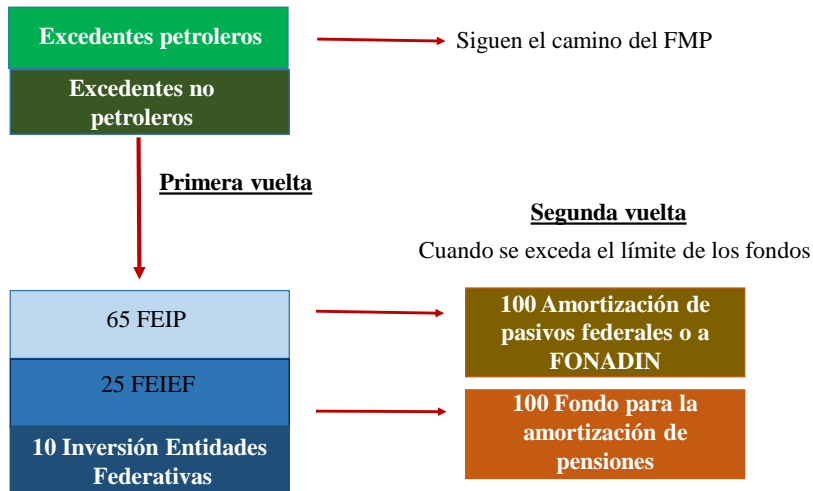 Excedentes petroleros
Siguen el camino del FMP
Excedentes no
petroleros
Primera vuelta
Segunda vuelta
Cuando se exceda el límite de los fondos
65 FEIP
25 FEIEF
10 Inversión Entidades
Federativas
100 Amortización de
pasivos federales o a
FONADIN
100 Fondo para la
amortización de
pensiones